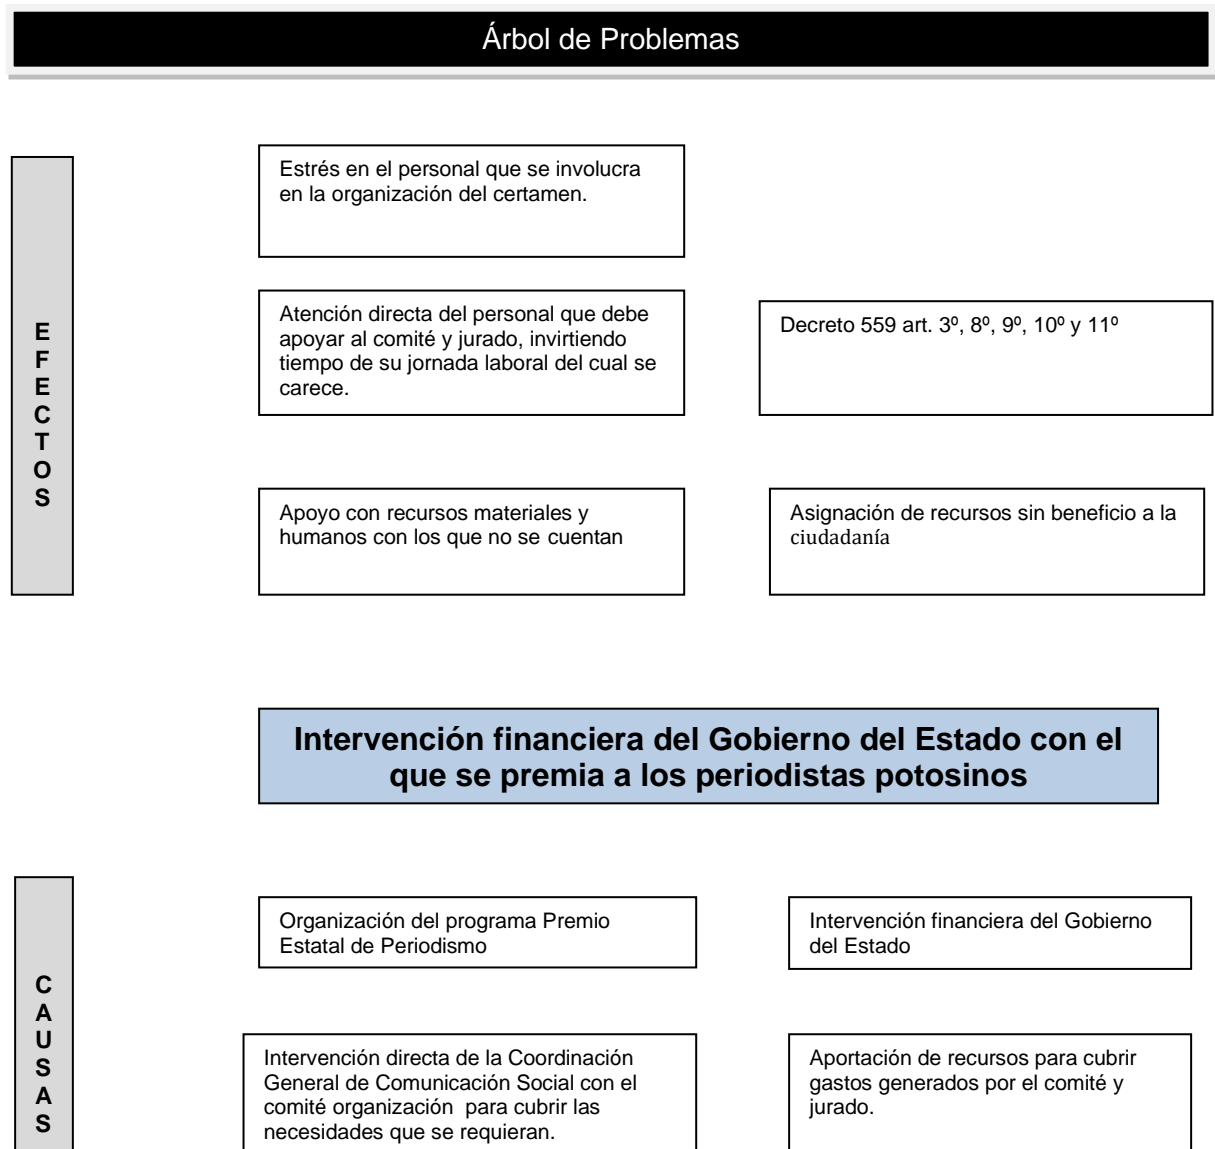 Árbol de Problemas
EFECTOS
Estrés en el personal que se involucra
en la organización del certamen.
Atención directa del personal que debe
apoyar al comité y jurado, invirtiendo
tiempo de su jornada laboral del cual se
carece.
Decreto 559 art. 3º, 8º, 9º, 10º y 11º
Apoyo con recursos materiales y
humanos con los que no se cuentan
Asignación de recursos sin beneficio a la
ciudadanía
Intervención financiera del Gobierno del Estado con el
que se premia a los periodistas potosinos
CAUSAS
Organización del programa Premio
Estatal de Periodismo
Intervención financiera del Gobierno
del Estado
Intervención directa de la Coordinación
General de Comunicación Social con el
comité organización para cubrir las
necesidades que se requieran.
Aportación de recursos para cubrir
gastos generados por el comité y
jurado.